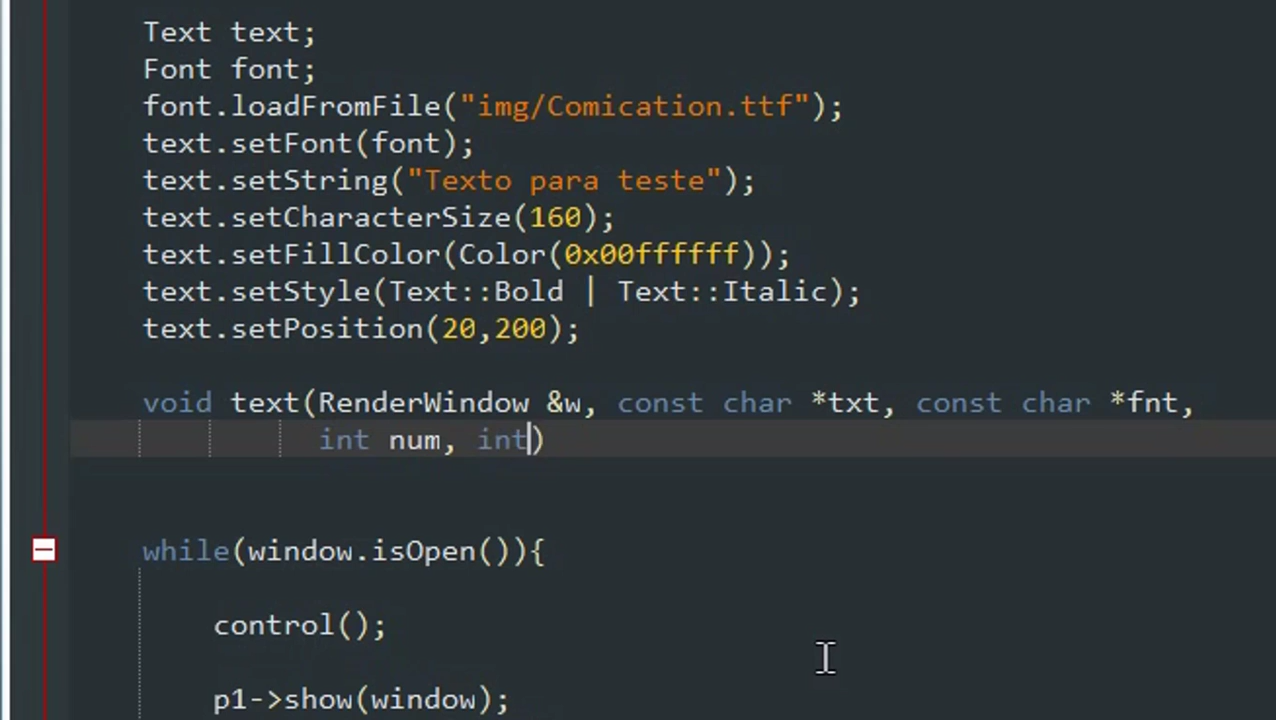 Text text;
Font font;
font.loadFromFile("img/Comication.ttf");
text.setFont(font);
text.setString("Texto para teste");
text.setCharacterSize(160);
text.setFillColor(Color(0x00ffffff));
text.setStyle(Text::Bold | Text::Italic);
text.setPosition(20,200);
void text(RenderWindow &w, const char *txt, const char *fnt,
int num, int)
while(window.isOpen()){
control();
p1->show(window);